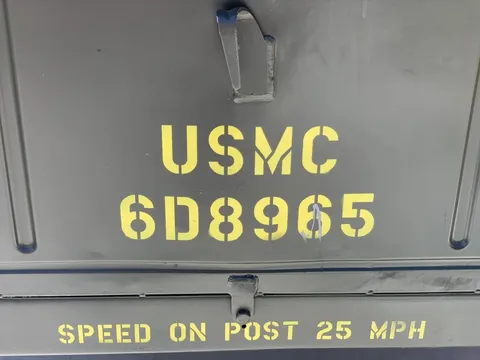 USMC
6D8965
SPEED ON POST 25 MPH